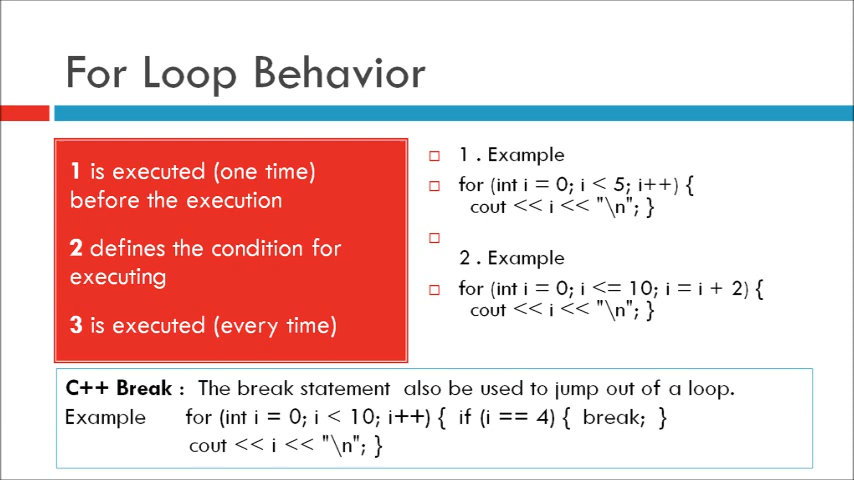 For Loop Behavior
1 is executed (one time)
before the execution
2 defines the condition for
executing
3 is executed (every time)
1 . Example
for (int i = 0; i < 5; i++) {
cout << i << "\n"; }
2 . Example
for (int i = 0; i <= 10; i = i + 2) {
cout << i << "\n"; }
C++ Break : The break statement also be used to jump out of a loop.
Example for (int i = 0; i < 10; i++) { if (i == 4) { break; }
cout << i << "\n"; }